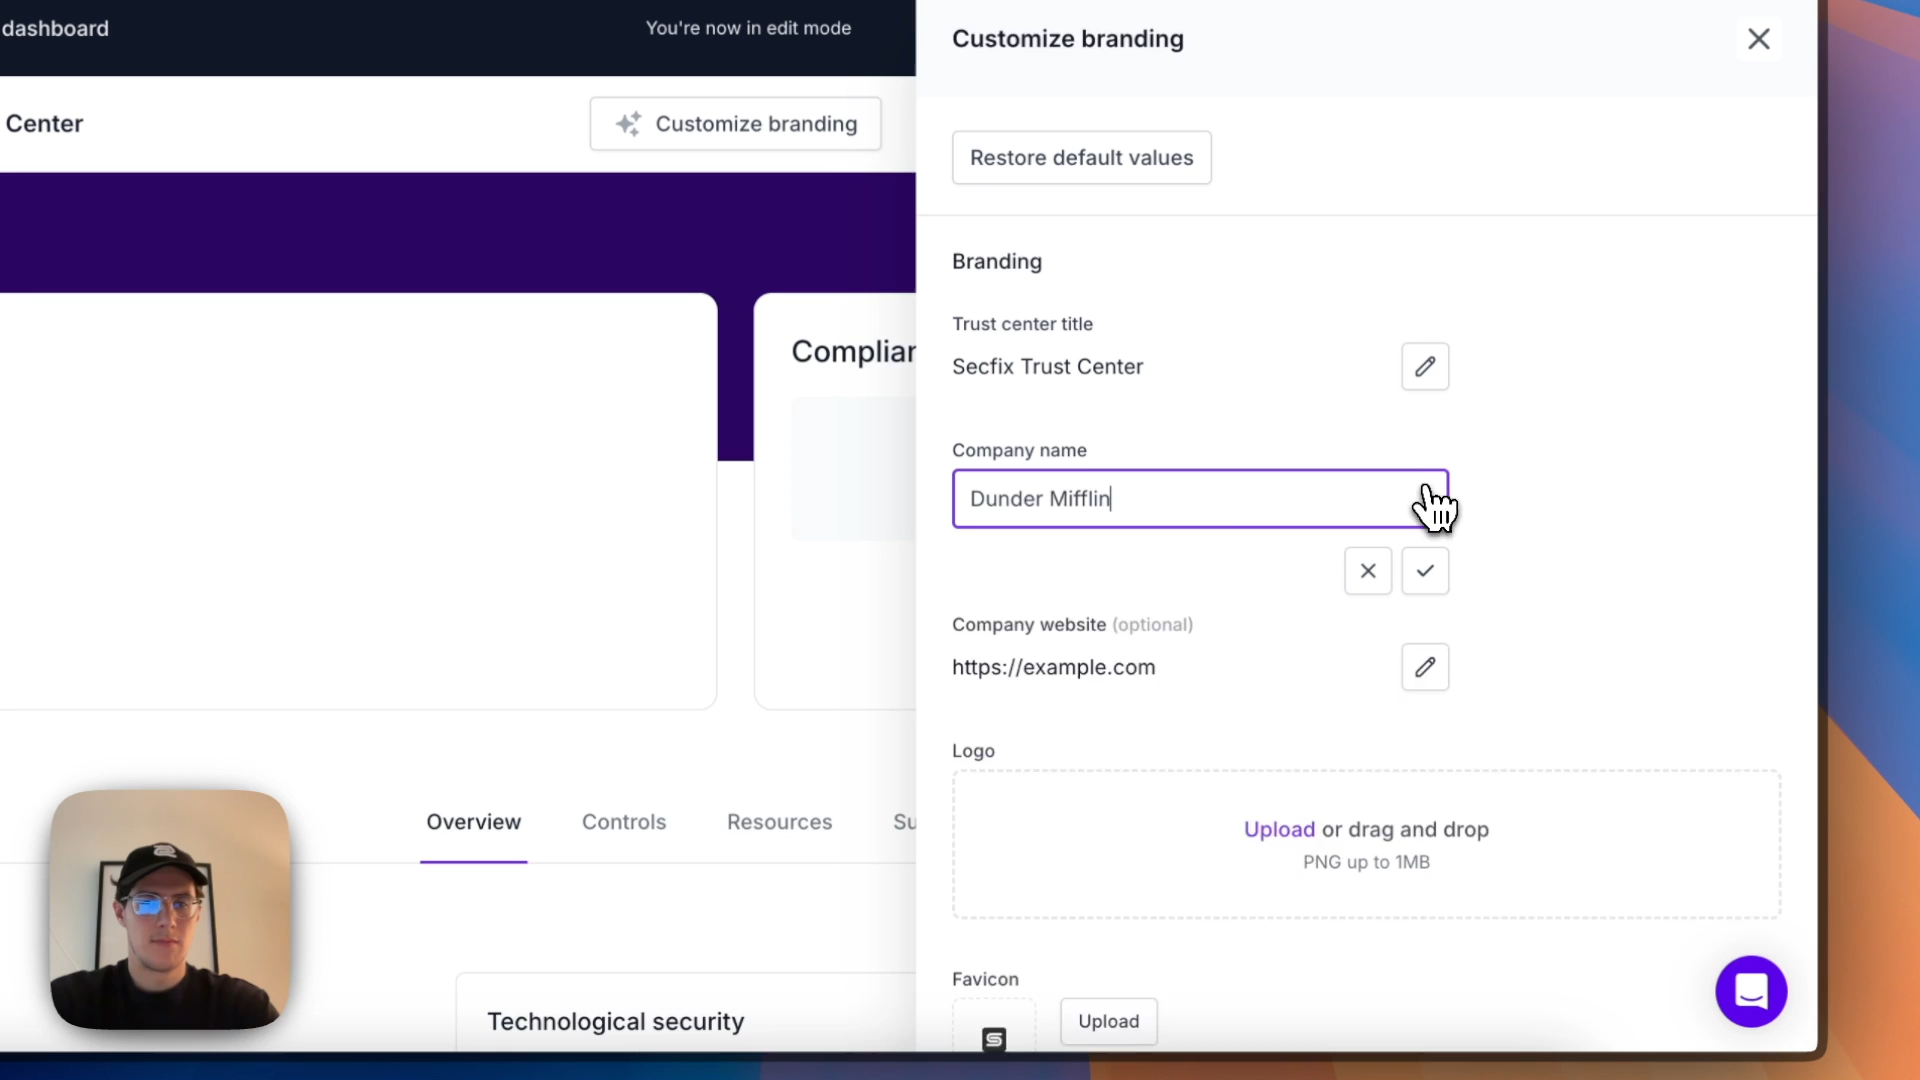 dashboard
You're now in edit mode
Center
Customize branding
Complian
Overview
Controls
Resources
Su
Technological security
Customize branding
Restore default values
Branding
Trust center title
Secfix Trust Center
Company name
Dunder Mifflin
Company website (optional)
https://example.com
Logo
Upload or drag and drop
PNG up to 1MB
Favicon
S
Upload